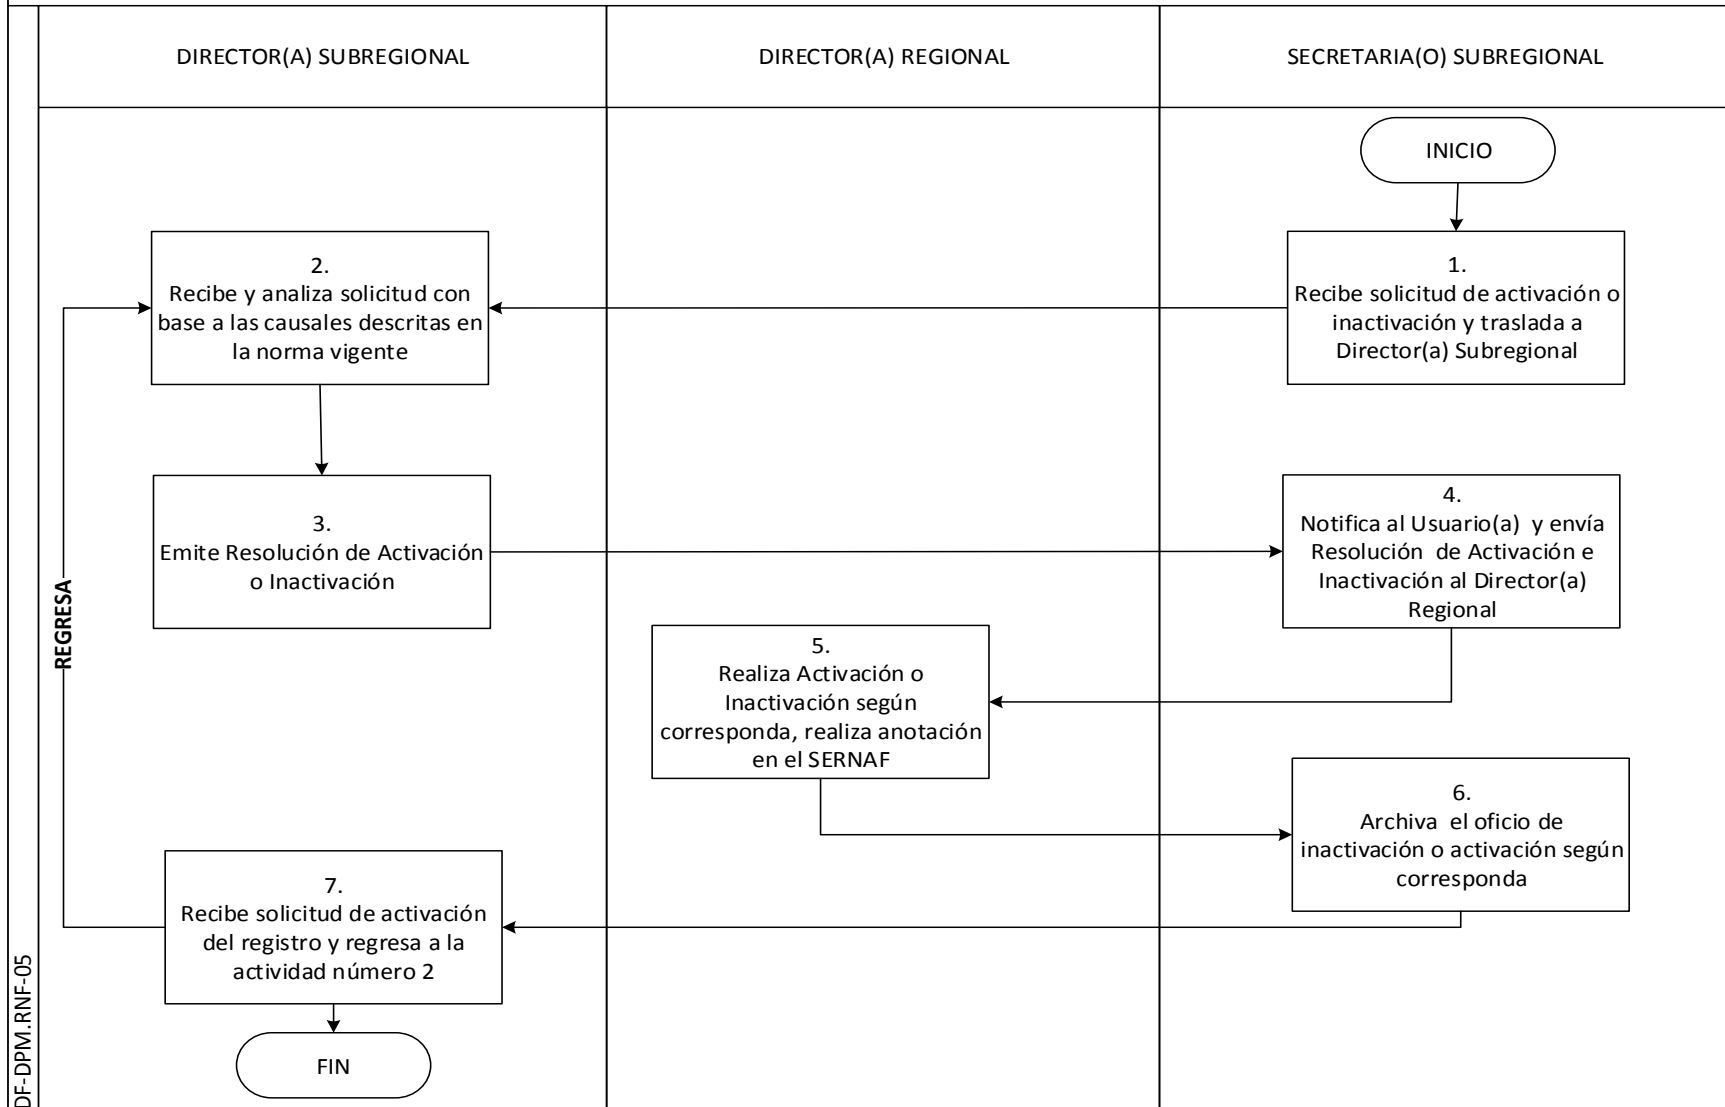 DIRECTOR(A) SUBREGIONAL
DIRECTOR(A) REGIONAL
SECRETARIA(O) SUBREGIONAL
INICIO
1.
Recibe solicitud de activación o
inactivación y traslada a
Director(a) Subregional
2.
Recibe y analiza solicitud con
base a las causales descritas en
la norma vigente
3.
Emite Resolución de Activación
o Inactivación
4.
Notifica al Usuario(a) y envía
Resolución de Activación e
Inactivación al Director(a)
Regional
5.
Realiza Activación o
Inactivación según
corresponda, realiza anotación
en el SERNAF
6.
Archiva el oficio de
inactivación o activación según
corresponda
7.
Recibe solicitud de activación
del registro y regresa a la
actividad número 2
REGRESA
FIN
DF-DPM.RNF-05